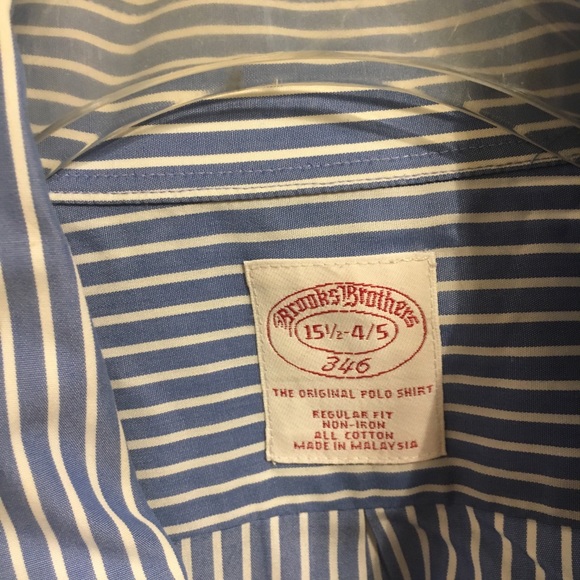 Brooks Brothers
15½-4/5
346
THE ORIGINAL POLO SHIRT
REGULAR FIT
NON-IRON
ALL COTTON
MADE IN MALAYSIA